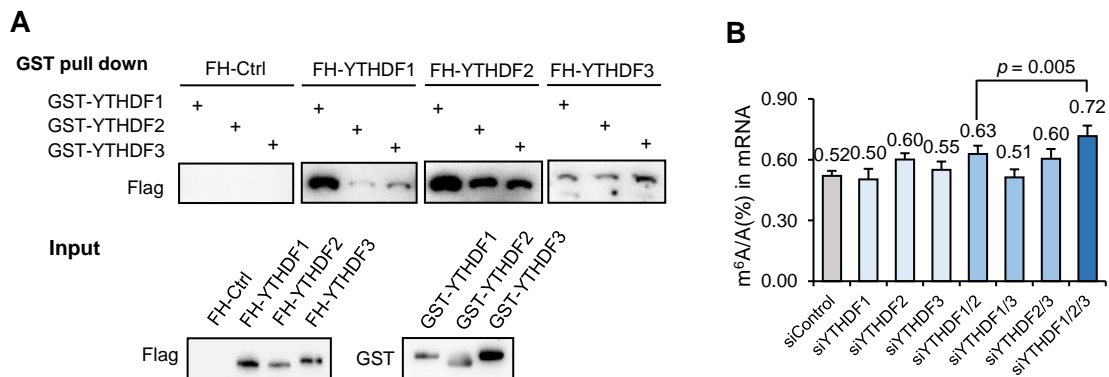 A
GST pull down
FH-Ctrl
FH-YTHDF1
FH-YTHDF2
FH-YTHDF3
GST-YTHDF1 + + + +
GST-YTHDF2 + + + +
GST-YTHDF3 + + + +
Flag
Input
FH-Ctrl
FH-YTHDF1
FH-YTHDF2
FH-YTHDF3
GST-YTHDF1
GST-YTHDF2
GST-YTHDF3
Flag
GST
B
p = 0.005
m⁶A/A(%) in mRNA
0.90
0.60
0.30
0.00
0.52
0.50
0.60
0.55
0.63
0.51
0.60
0.72
siControl
siYTHDF1
siYTHDF2
siYTHDF3
siYTHDF1/2
siYTHDF1/3
siYTHDF2/3
siYTHDF1/2/3